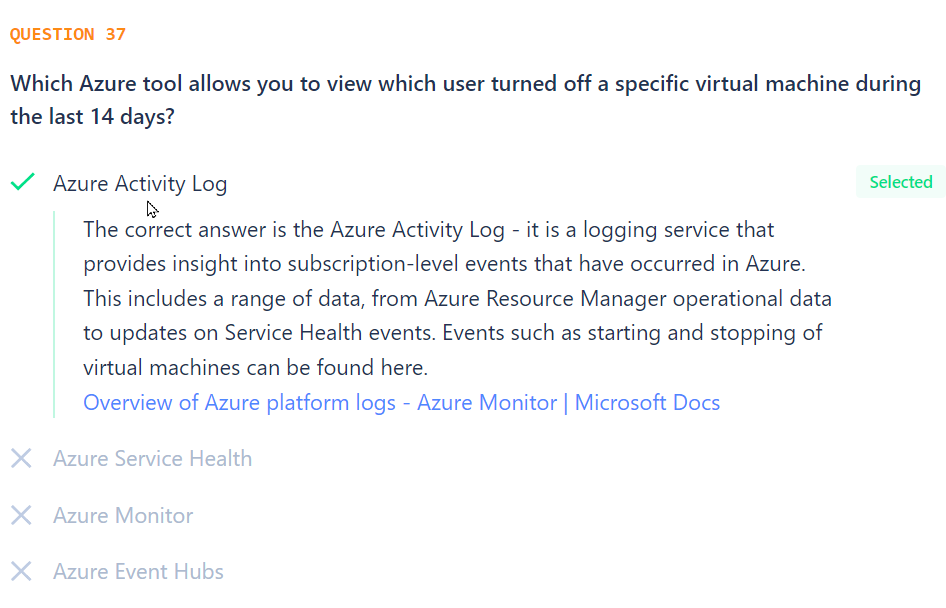 QUESTION 37
Which Azure tool allows you to view which user turned off a specific virtual machine during
the last 14 days?
Azure Activity Log
Selected
The correct answer is the Azure Activity Log - it is a logging service that
provides insight into subscription-level events that have occurred in Azure.
This includes a range of data, from Azure Resource Manager operational data
to updates on Service Health events. Events such as starting and stopping of
virtual machines can be found here.
Overview of Azure platform logs - Azure Monitor | Microsoft Docs
Azure Service Health
Azure Monitor
Azure Event Hubs